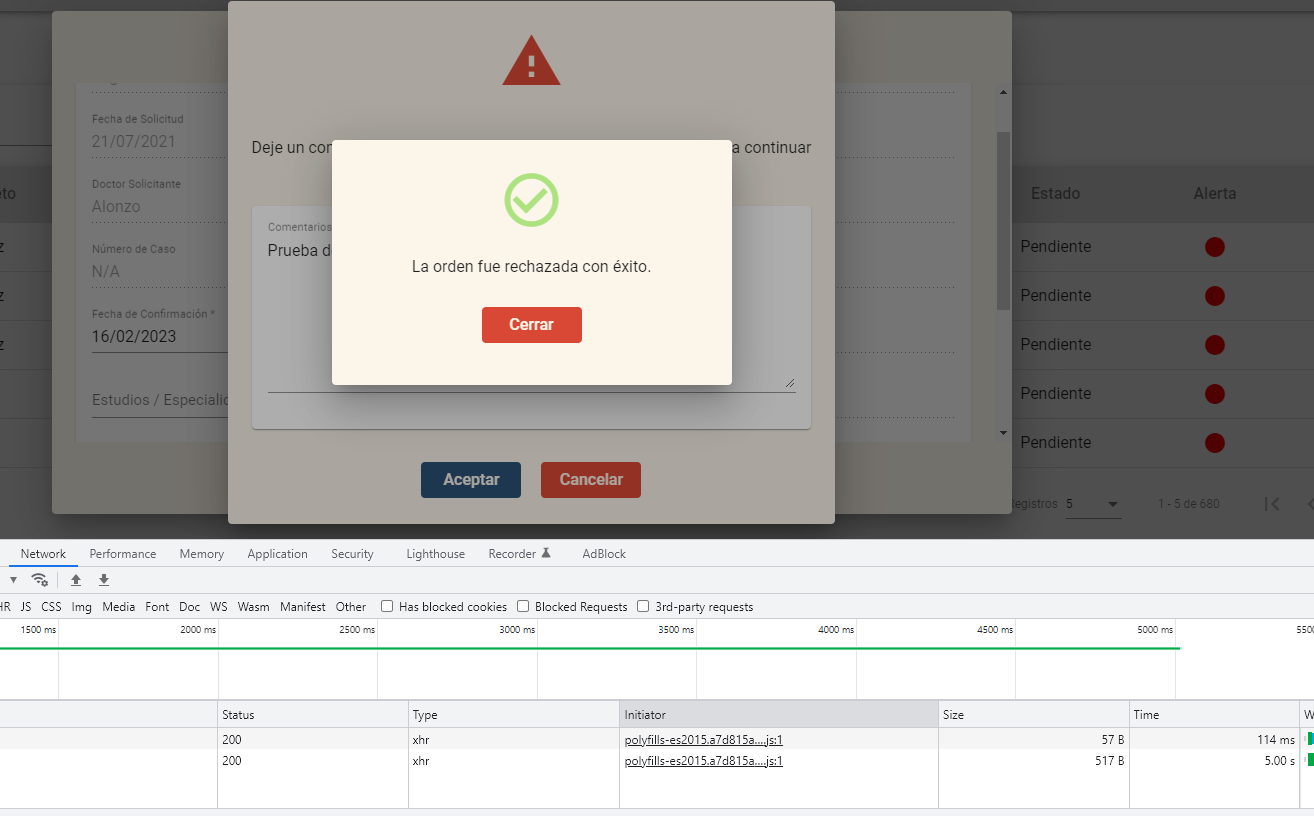 Fecha de Solicitud
21/07/2021
Doctor Solicitante
Alonzo
Número de Caso
N/A
Fecha de Confirmación *
16/02/2023
Estudios / Especialid
Deje un con
a continuar
Comentarios
Prueba d
La orden fue rechazada con éxito.
Cerrar
Aceptar
Cancelar
eto
z
z
z
Estado Alerta
Pendiente
Pendiente
Pendiente
Pendiente
Pendiente
Registros 5 1 - 5 de 680
Network Performance Memory Application Security Lighthouse Recorder AdBlock
HR JS CSS Img Media Font Doc WS Wasm Manifest Other Has blocked cookies Blocked Requests 3rd-party requests
1500 ms 2000 ms 2500 ms 3000 ms 3500 ms 4000 ms 4500 ms 5000 ms 5500
Status Type Initiator Size Time W
200 xhr polyfills-es2015.a7d815a....js:1 57 B 114 ms
200 xhr polyfills-es2015.a7d815a....js:1 517 B 5.00 s